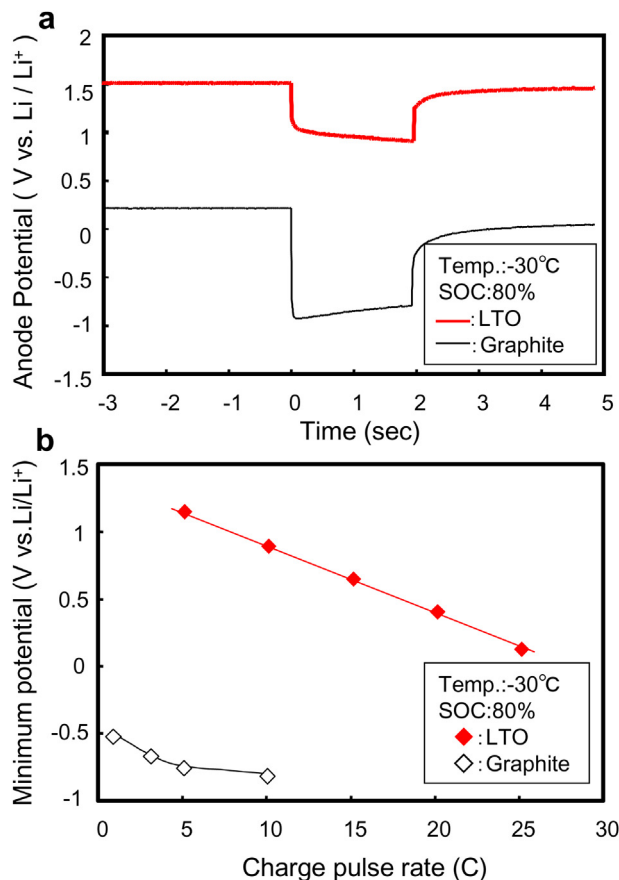 a
Anode Potential ( V vs. Li / Li⁺ )
2
1.5
1
0.5
0
-0.5
-1
-1.5
Temp.:-30℃
SOC:80%
:LTO
:Graphite
-3
-2
-1
0
1
2
3
4
5
Time (sec)
b
Minimum potential (V vs.Li/Li⁺)
1.5
1
0.5
0
-0.5
-1
Temp.:-30℃
SOC:80%
:LTO
:Graphite
0
5
10
15
20
25
30
Charge pulse rate (C)